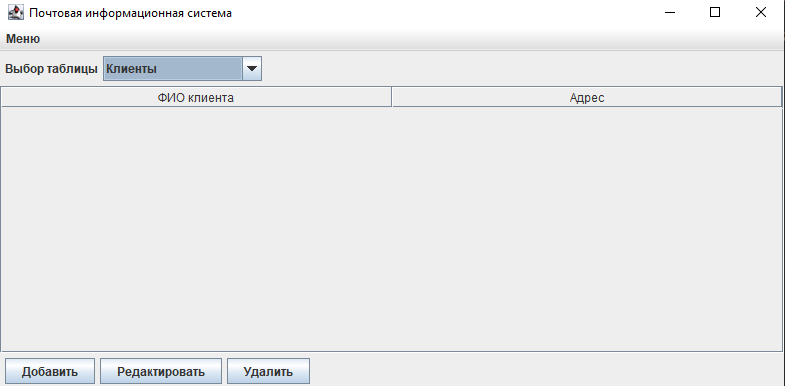 Почтовая информационная система
Меню
Выбор таблицы Клиенты
ФИО клиента Адрес
Добавить Редактировать Удалить